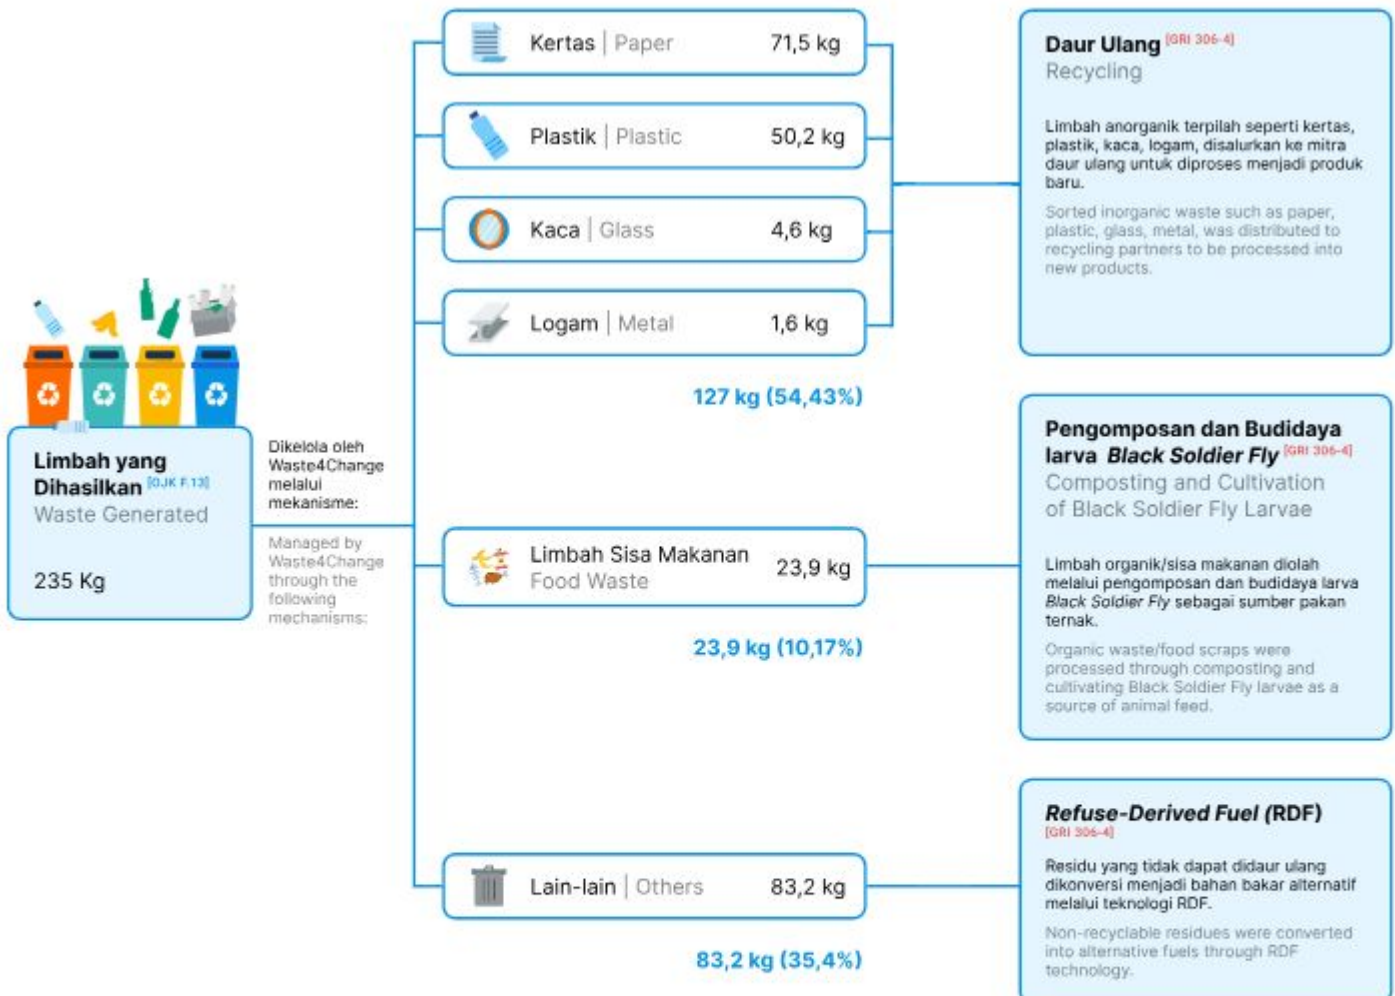 Limbah yang
Dihasilkan [OJK F.13]
Waste Generated
235 Kg
Dikelola oleh
Waste4Change
melalui
mekanisme:
Managed by
Waste4Change
through the
following
mechanisms:
Kertas | Paper 71,5 kg
Plastik | Plastic 50,2 kg
Kaca | Glass 4,6 kg
Logam | Metal 1,6 kg
127 kg (54,43%)
Limbah Sisa Makanan
Food Waste
23,9 kg
23,9 kg (10,17%)
Lain-lain | Others 83,2 kg
83,2 kg (35,4%)
Daur Ulang [GRI 306-4]
Recycling
Limbah anorganik terpilah seperti kertas,
plastik, kaca, logam, disalurkan ke mitra
daur ulang untuk diproses menjadi produk
baru.
Sorted inorganic waste such as paper,
plastic, glass, metal, was distributed to
recycling partners to be processed into
new products.
Pengomposan dan Budidaya
larva Black Soldier Fly [GRI 306-4]
Composting and Cultivation
of Black Soldier Fly Larvae
Limbah organik/sisa makanan diolah
melalui pengomposan dan budidaya larva
Black Soldier Fly sebagai sumber pakan
ternak.
Organic waste/food scraps were
processed through composting and
cultivating Black Soldier Fly larvae as a
source of animal feed.
Refuse-Derived Fuel (RDF)
[GRI 306-4]
Residu yang tidak dapat didaur ulang
dikonversi menjadi bahan bakar alternatif
melalui teknologi RDF.
Non-recyclable residues were converted
into alternative fuels through RDF
technology.